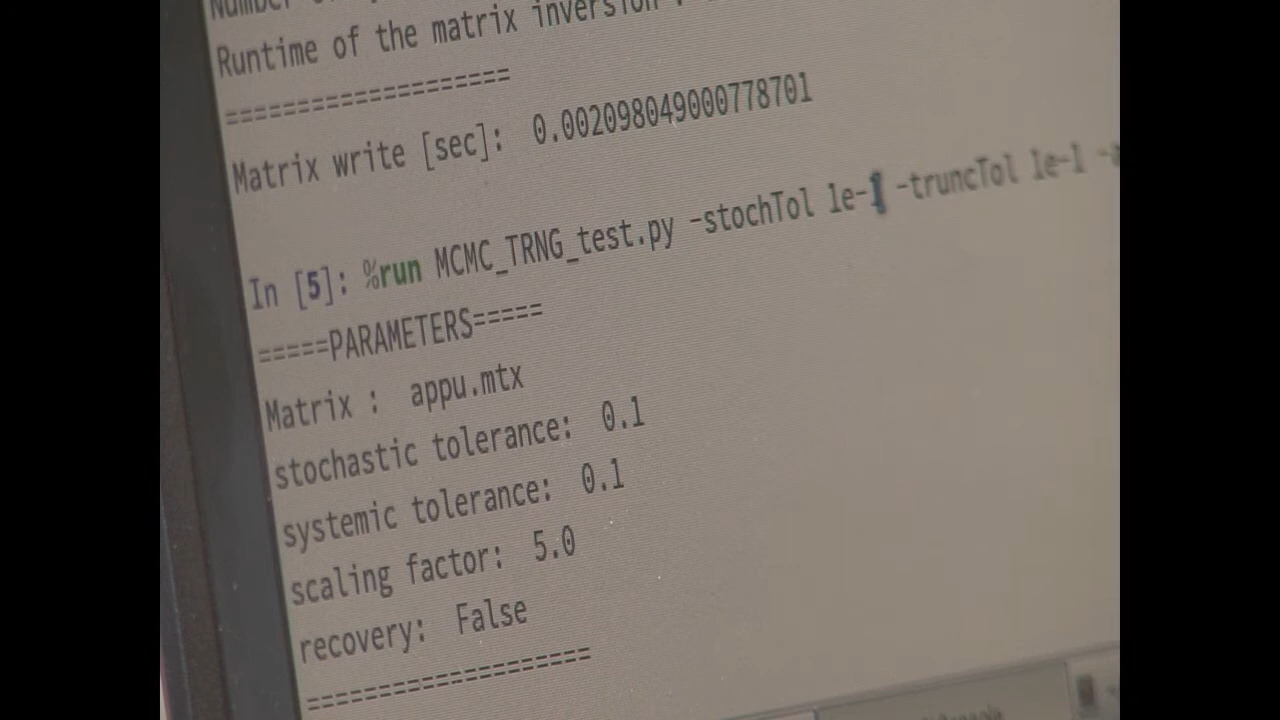 Number
Runtime of the matrix inversion
====================
Matrix write [sec]: 0.002098049000778701
In [5]: %run MCMC_TRNG_test.py -stochTol 1e-1 -truncTol 1e-1
=====PARAMETERS=====
Matrix : appu.mtx
stochastic tolerance: 0.1
systemic tolerance: 0.1
scaling factor: 5.0
recovery: False
====================